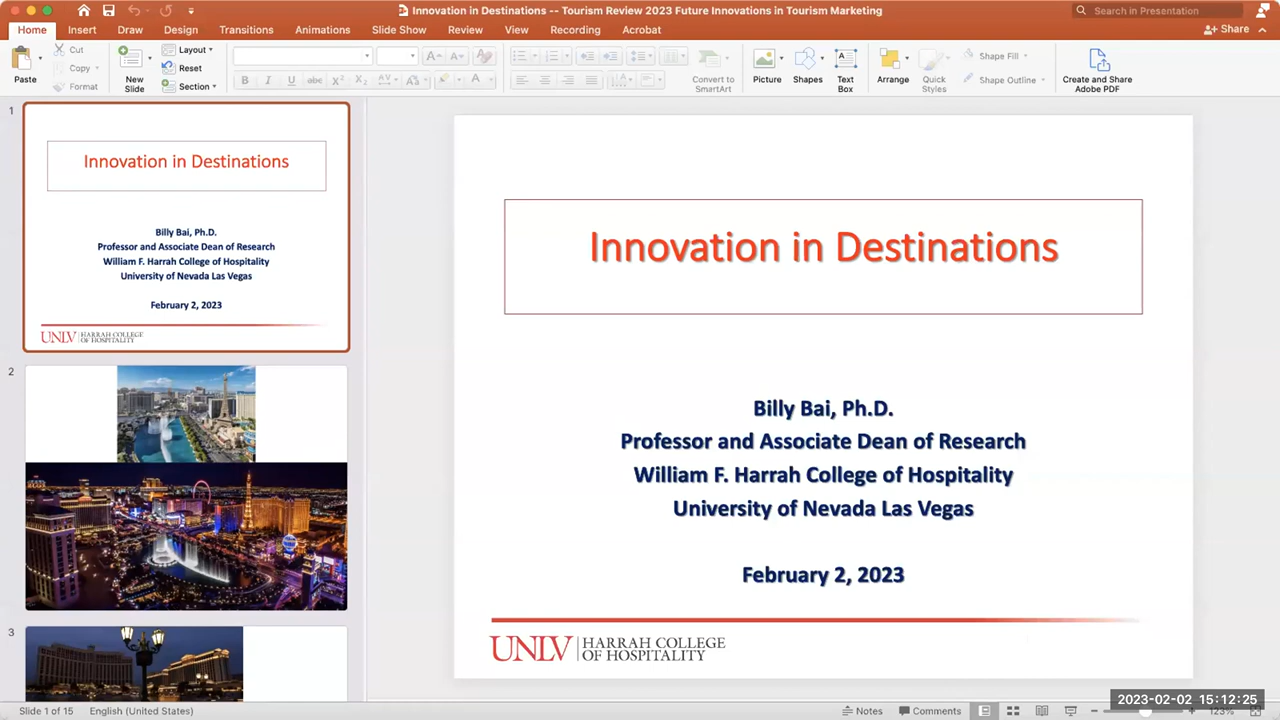 Innovation in Destinations -- Tourism Review 2023 Future Innovations in Tourism Marketing
Search in Presentation
Home Insert Draw Design Transitions Animations Slide Show Review View Recording Acrobat Share
Paste
Cut
Copy
Format
New Slide
Layout
Reset
Section
Convert to SmartArt
Picture
Shapes
Text Box
Arrange
Quick Styles
Shape Fill
Shape Outline
Create and Share Adobe PDF
1
Innovation in Destinations
Billy Bai, Ph.D.
Professor and Associate Dean of Research
William F. Harrah College of Hospitality
University of Nevada Las Vegas
February 2, 2023
UNLV HARRAH COLLEGE
OF HOSPITALITY
2
3
Innovation in Destinations
Billy Bai, Ph.D.
Professor and Associate Dean of Research
William F. Harrah College of Hospitality
University of Nevada Las Vegas
February 2, 2023
UNLV HARRAH COLLEGE
OF HOSPITALITY
Slide 1 of 15 English (United States) Notes Comments 123%
2023-02-02 15:12:25